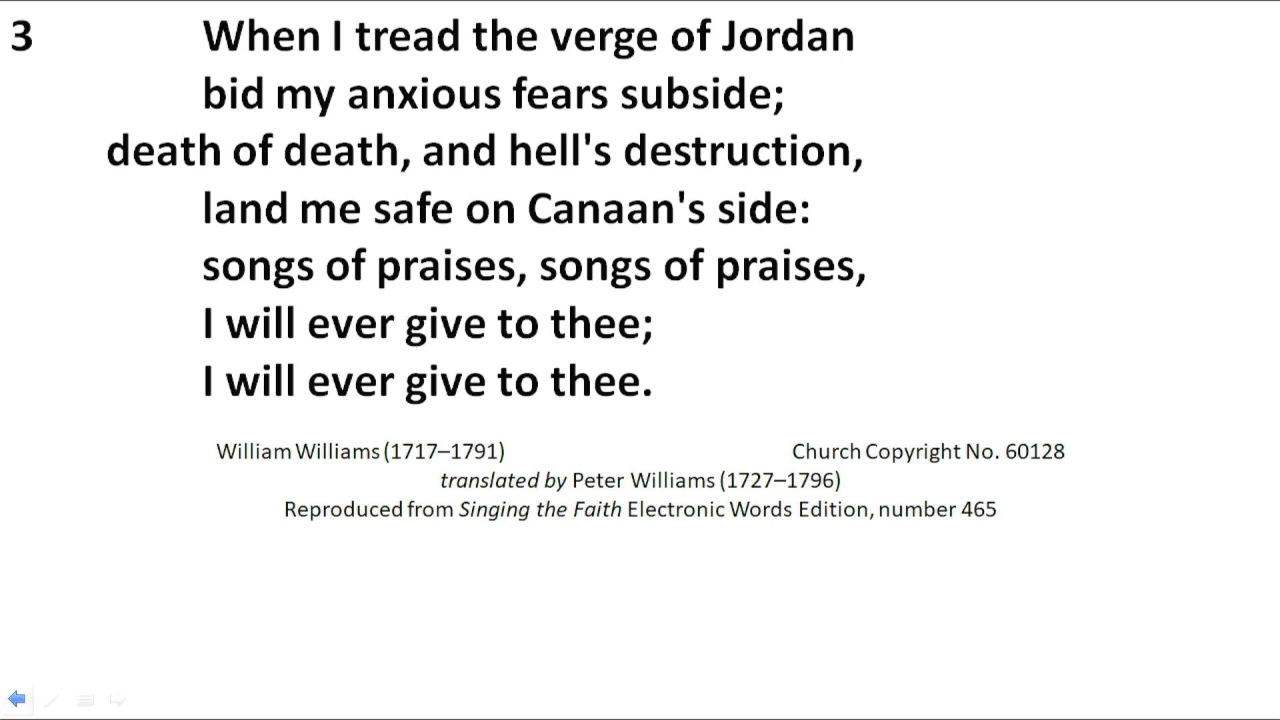 3 When I tread the verge of Jordan
bid my anxious fears subside;
death of death, and hell's destruction,
land me safe on Canaan's side:
songs of praises, songs of praises,
I will ever give to thee;
I will ever give to thee.
William Williams (1717–1791) Church Copyright No. 60128
translated by Peter Williams (1727–1796)
Reproduced from Singing the Faith Electronic Words Edition, number 465